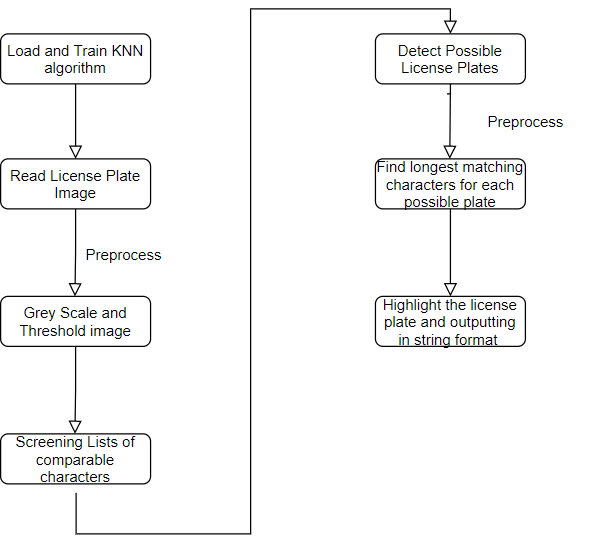 Load and Train KNN
algorithm
Read License Plate
Image
Preprocess
Grey Scale and
Threshold image
Screening Lists of
comparable
characters
Detect Possible
License Plates
Preprocess
Find longest matching
characters for each
possible plate
Highlight the license
plate and outputting
in string format